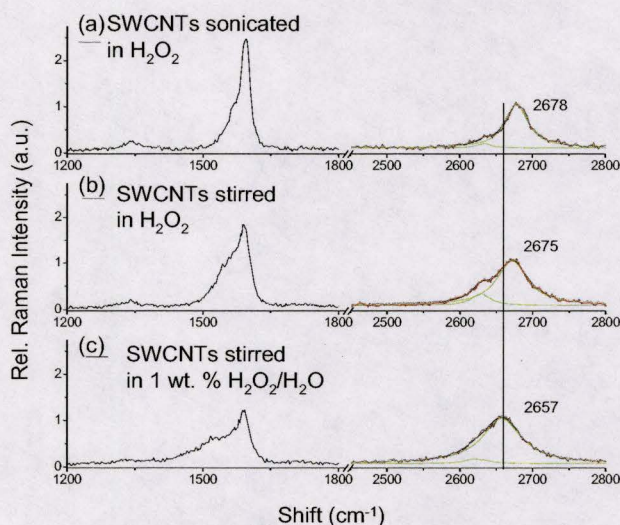 Rel. Raman Intensity (a.u.)
(a) SWCNTs sonicated
in H₂O₂
2678
2
1
0
1200 1500 1800 2500 2600 2700 2800
(b) SWCNTs stirred
in H₂O₂
2675
2
1
0
1200 1500 1800 2500 2600 2700 2800
(c) SWCNTs stirred
in 1 wt. % H₂O₂/H₂O
2657
2
1
0
1200 1500 1800 2500 2600 2700 2800
Shift (cm⁻¹)